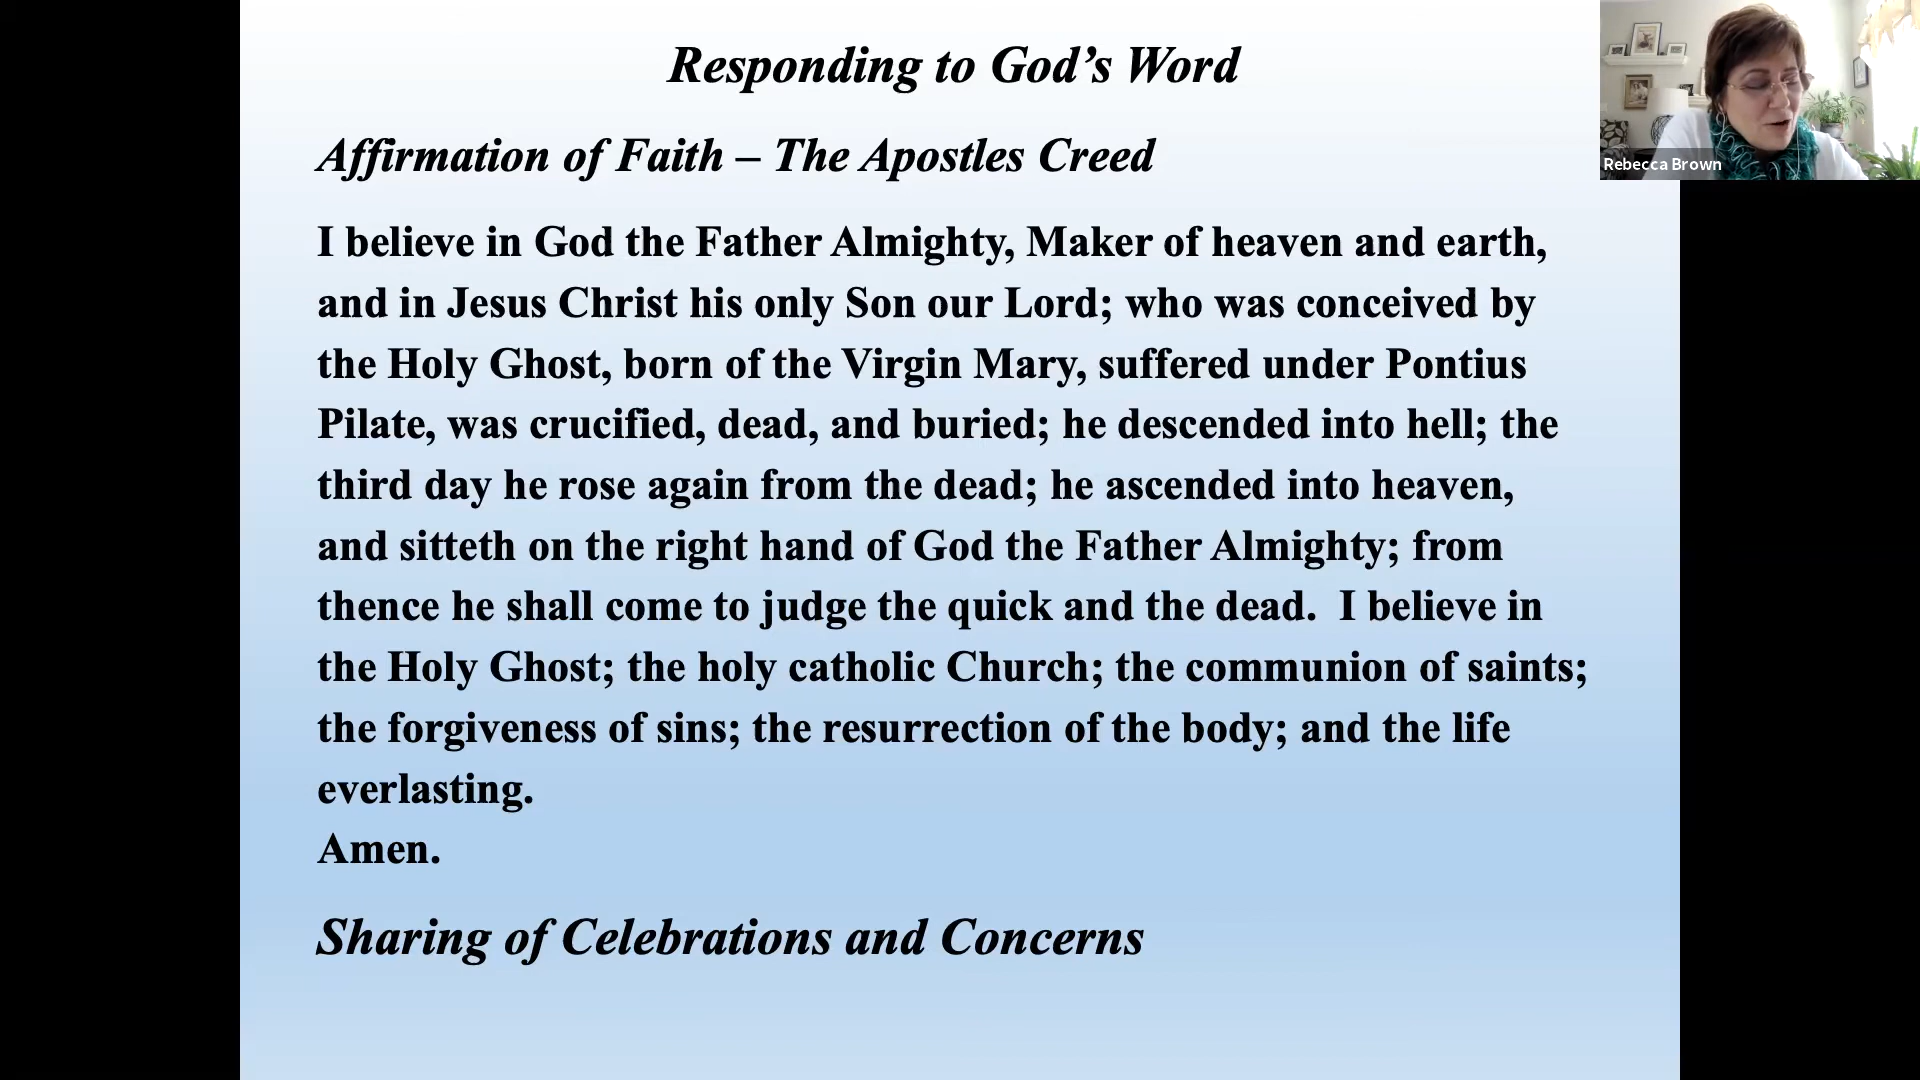 Responding to God’s Word
Affirmation of Faith – The Apostles Creed
I believe in God the Father Almighty, Maker of heaven and earth,
and in Jesus Christ his only Son our Lord; who was conceived by
the Holy Ghost, born of the Virgin Mary, suffered under Pontius
Pilate, was crucified, dead, and buried; he descended into hell; the
third day he rose again from the dead; he ascended into heaven,
and sitteth on the right hand of God the Father Almighty; from
thence he shall come to judge the quick and the dead.  I believe in
the Holy Ghost; the holy catholic Church; the communion of saints;
the forgiveness of sins; the resurrection of the body; and the life
everlasting.
Amen.
Sharing of Celebrations and Concerns
Rebecca Brown